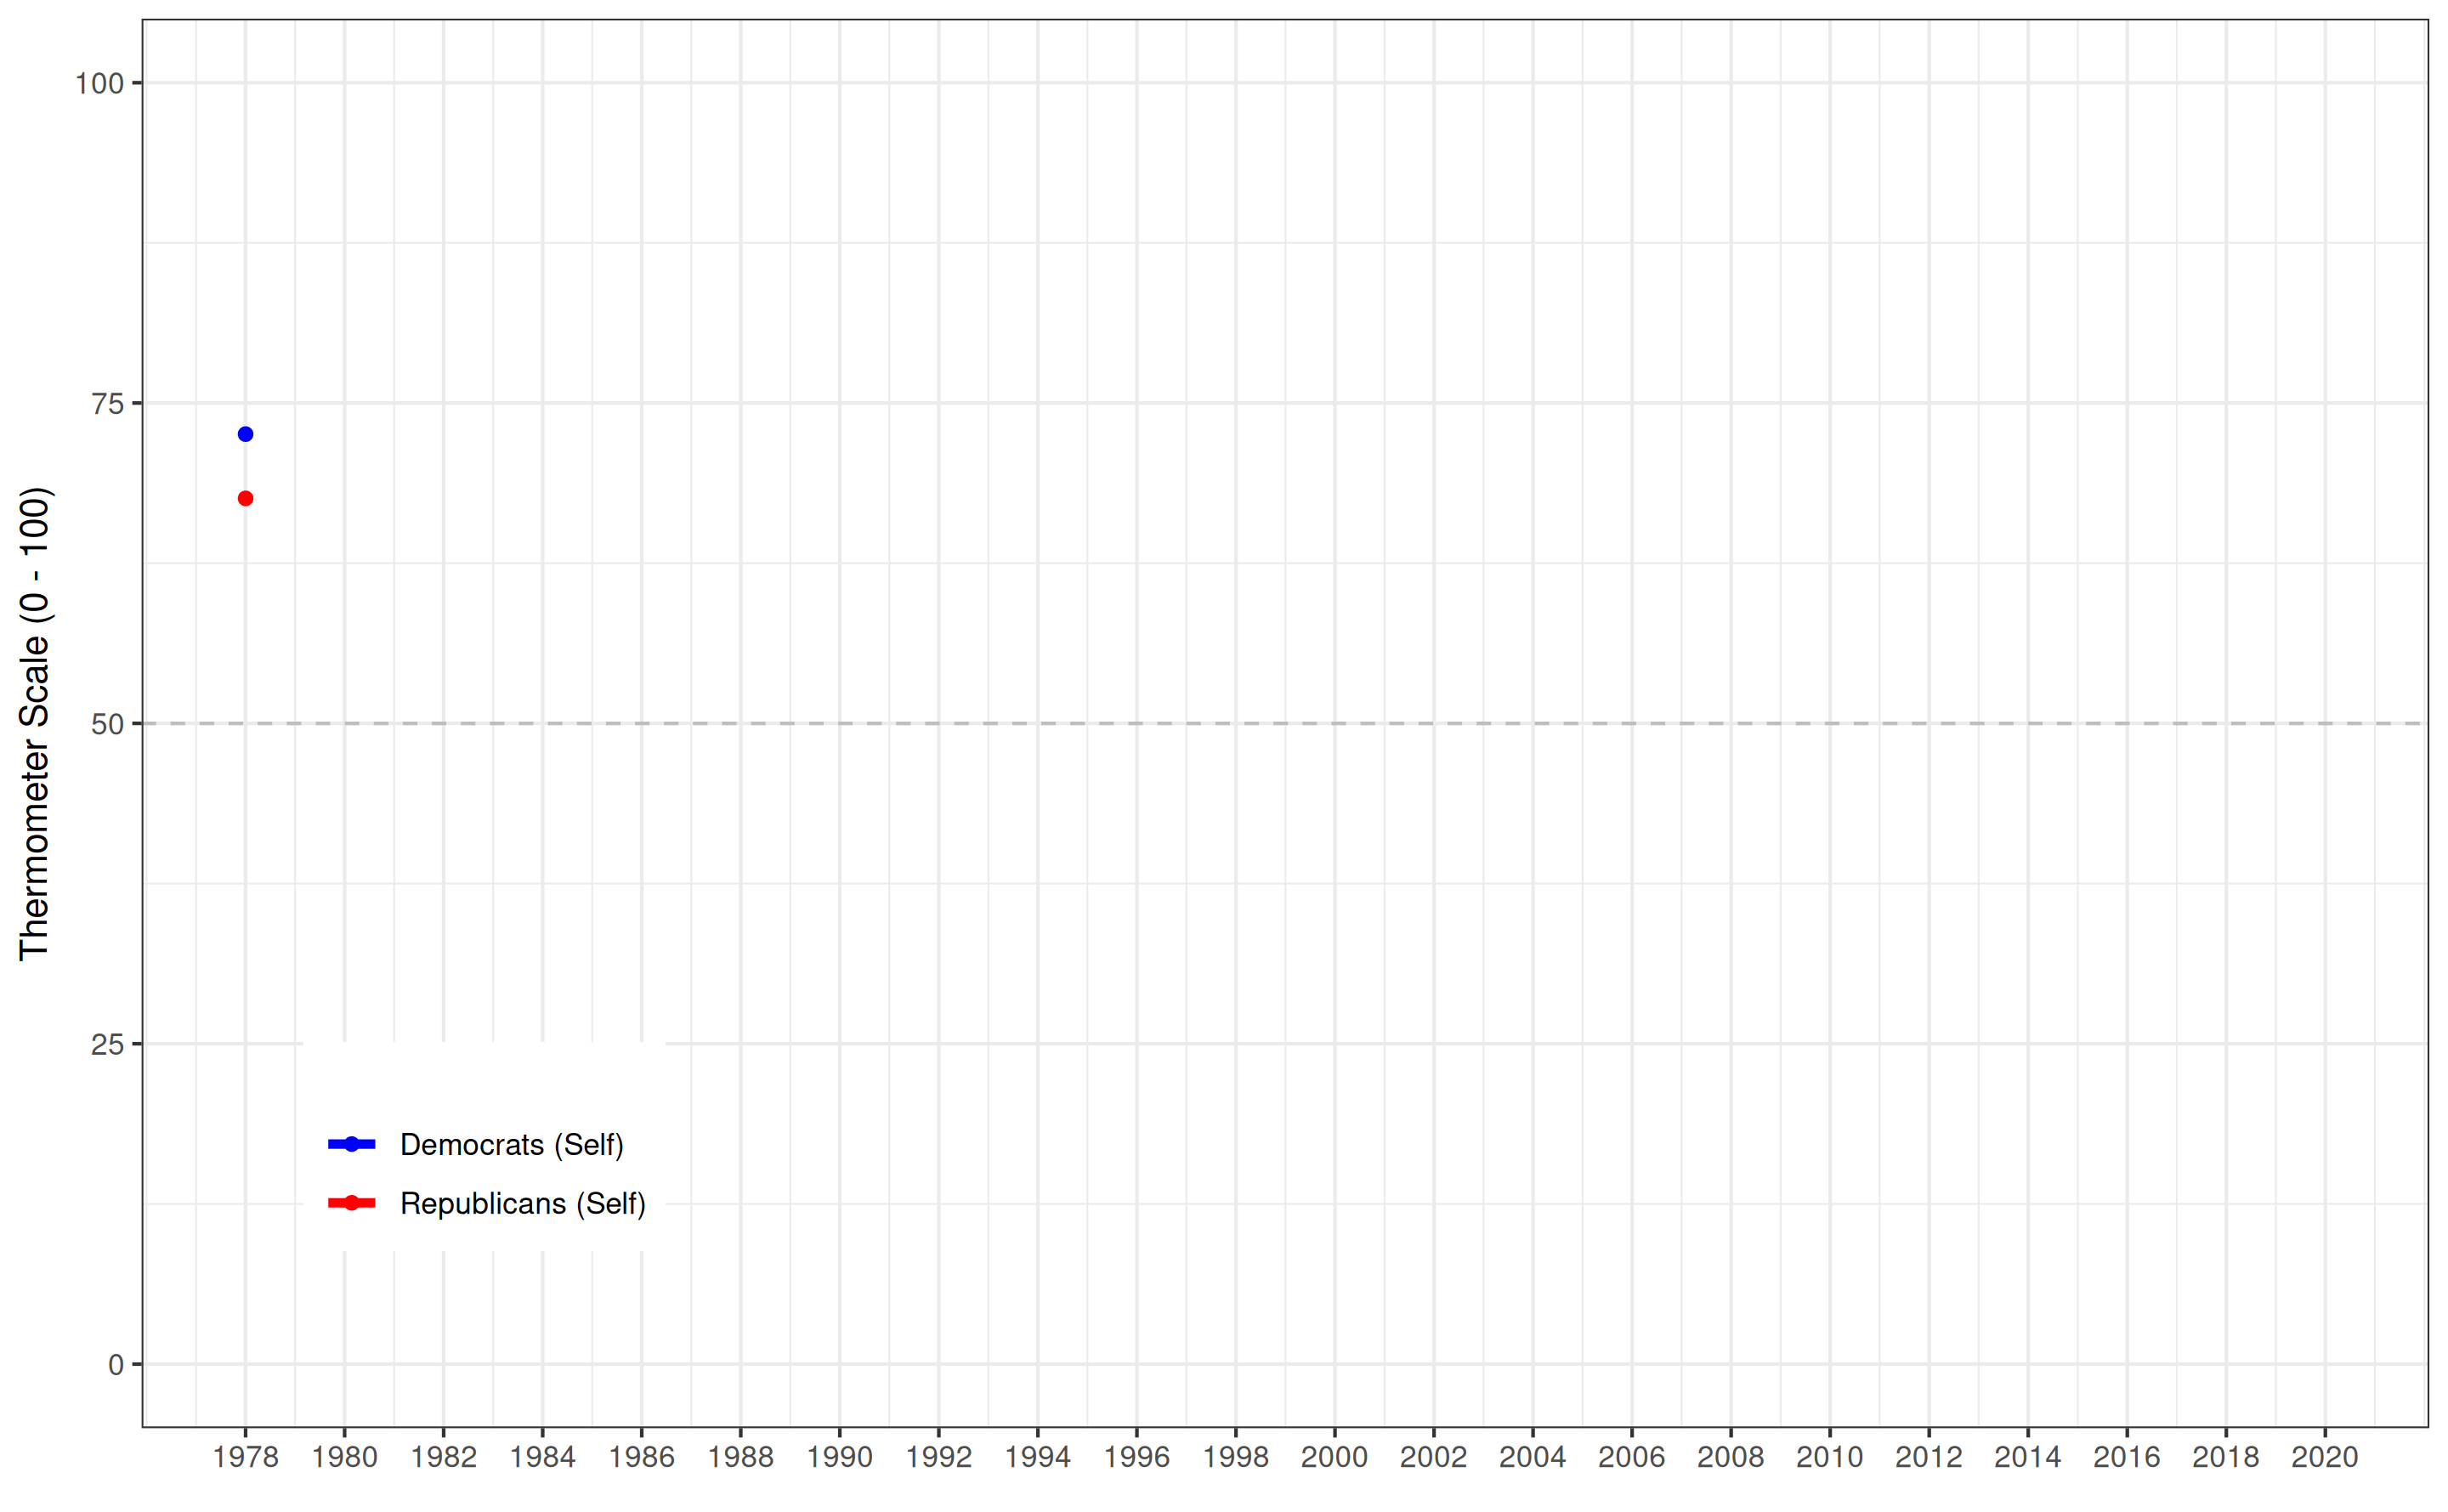 Thermometer Scale (0 - 100)
100
75
50
25
0
Democrats (Self)
Republicans (Self)
1978 1980 1982 1984 1986 1988 1990 1992 1994 1996 1998 2000 2002 2004 2006 2008 2010 2012 2014 2016 2018 2020